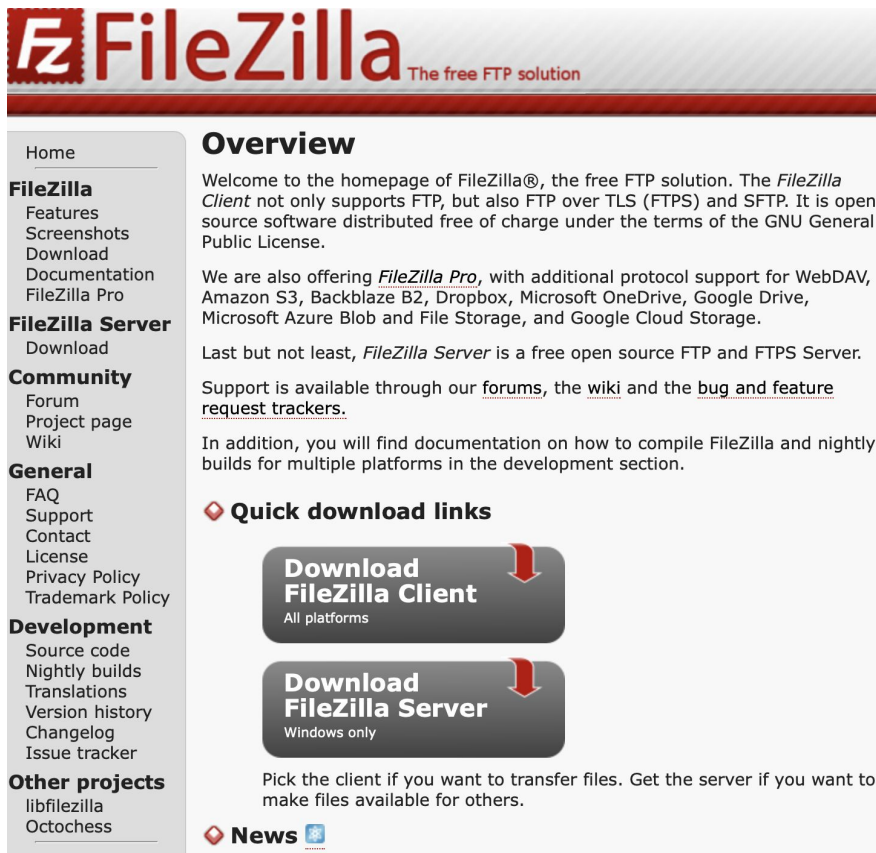 Fz FileZilla The free FTP solution
Home
FileZilla
Features
Screenshots
Download
Documentation
FileZilla Pro
FileZilla Server
Download
Community
Forum
Project page
Wiki
General
FAQ
Support
Contact
License
Privacy Policy
Trademark Policy
Development
Source code
Nightly builds
Translations
Version history
Changelog
Issue tracker
Other projects
libfilezilla
Octochess
Overview
Welcome to the homepage of FileZilla®, the free FTP solution. The FileZilla
Client not only supports FTP, but also FTP over TLS (FTPS) and SFTP. It is open
source software distributed free of charge under the terms of the GNU General
Public License.
We are also offering FileZilla Pro, with additional protocol support for WebDAV,
Amazon S3, Backblaze B2, Dropbox, Microsoft OneDrive, Google Drive,
Microsoft Azure Blob and File Storage, and Google Cloud Storage.
Last but not least, FileZilla Server is a free open source FTP and FTPS Server.
Support is available through our forums, the wiki and the bug and feature
request trackers.
In addition, you will find documentation on how to compile FileZilla and nightly
builds for multiple platforms in the development section.
Quick download links
Download
FileZilla Client
All platforms
Download
FileZilla Server
Windows only
Pick the client if you want to transfer files. Get the server if you want to
make files available for others.
News